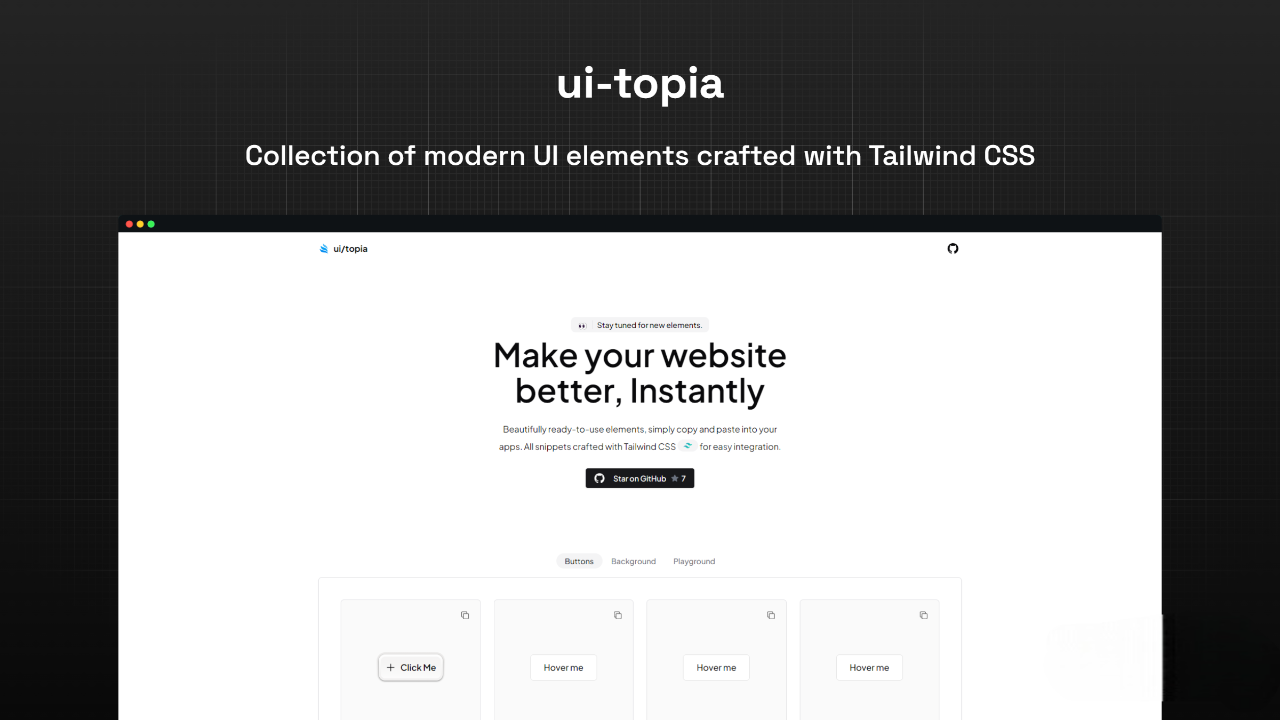 ui-topia
Collection of modern UI elements crafted with Tailwind CSS
ui/topia
Stay tuned for new elements.
Make your website
better, Instantly
Beautifully ready-to-use elements, simply copy and paste into your
apps. All snippets crafted with Tailwind CSS for easy integration.
Star on GitHub 7
Buttons Background Playground
Click Me Hover me Hover me Hover me